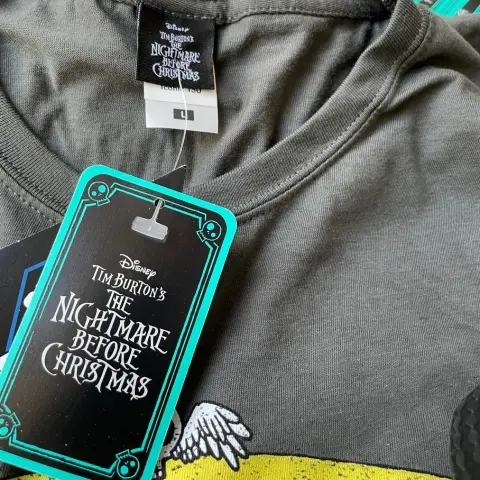 Disney
TIM BURTON'S
THE
NIGHTMARE
BEFORE
CHRISTMAS
L
Disney
TIM BURTON'S
THE
NIGHTMARE
BEFORE
CHRISTMAS